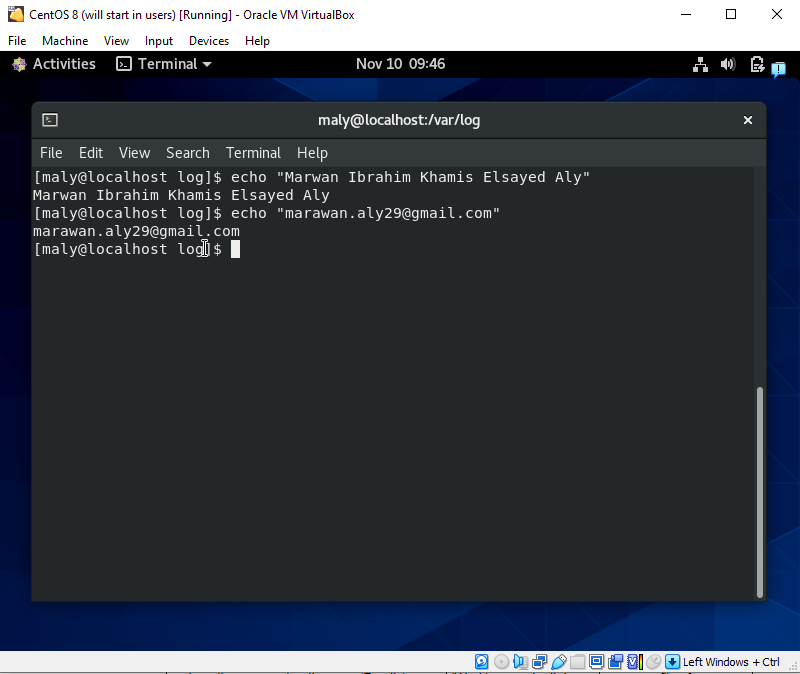 CentOS 8 (will start in users) [Running] - Oracle VM VirtualBox
File Machine View Input Devices Help
Activities Terminal Nov 10 09:46
maly@localhost:/var/log
File Edit View Search Terminal Help
[maly@localhost log]$ echo "Marwan Ibrahim Khamis Elsayed Aly"
Marwan Ibrahim Khamis Elsayed Aly
[maly@localhost log]$ echo "marawan.aly29@gmail.com"
marawan.aly29@gmail.com
[maly@localhost log]$
Left Windows + Ctrl